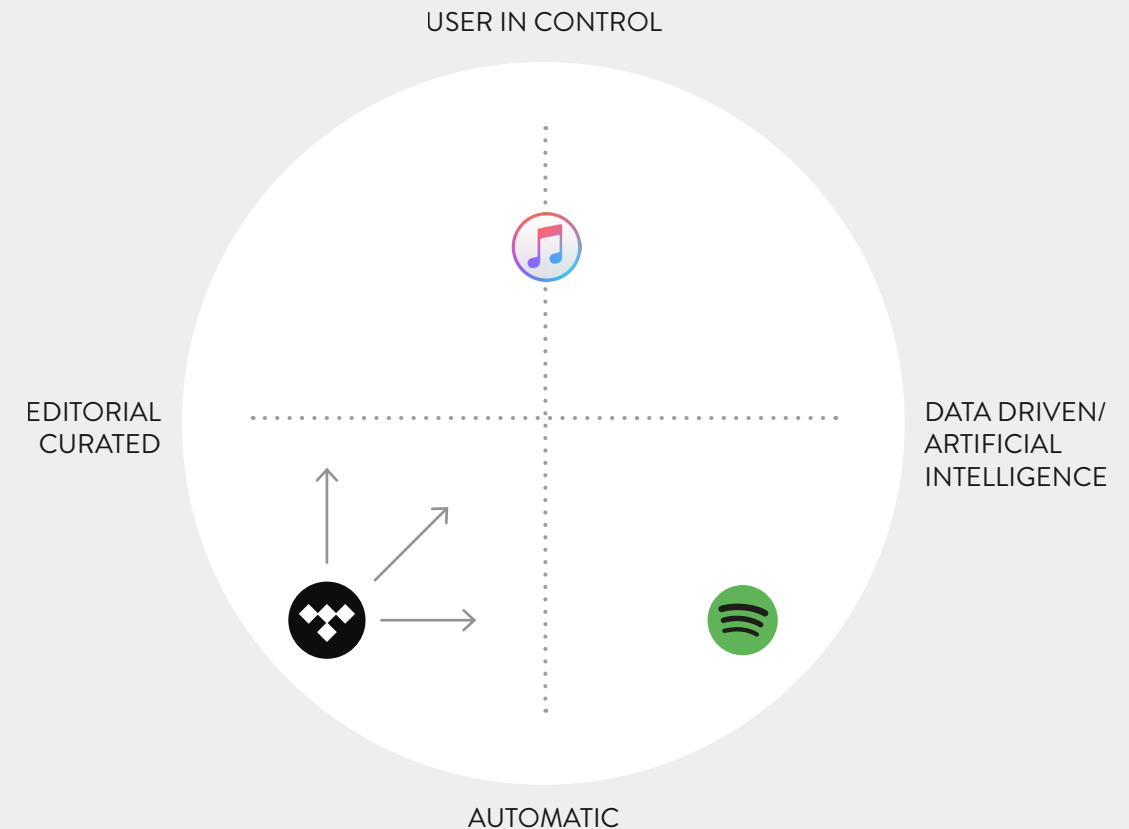 USER IN CONTROL
EDITORIAL
CURATED
DATA DRIVEN/
ARTIFICIAL
INTELLIGENCE
AUTOMATIC